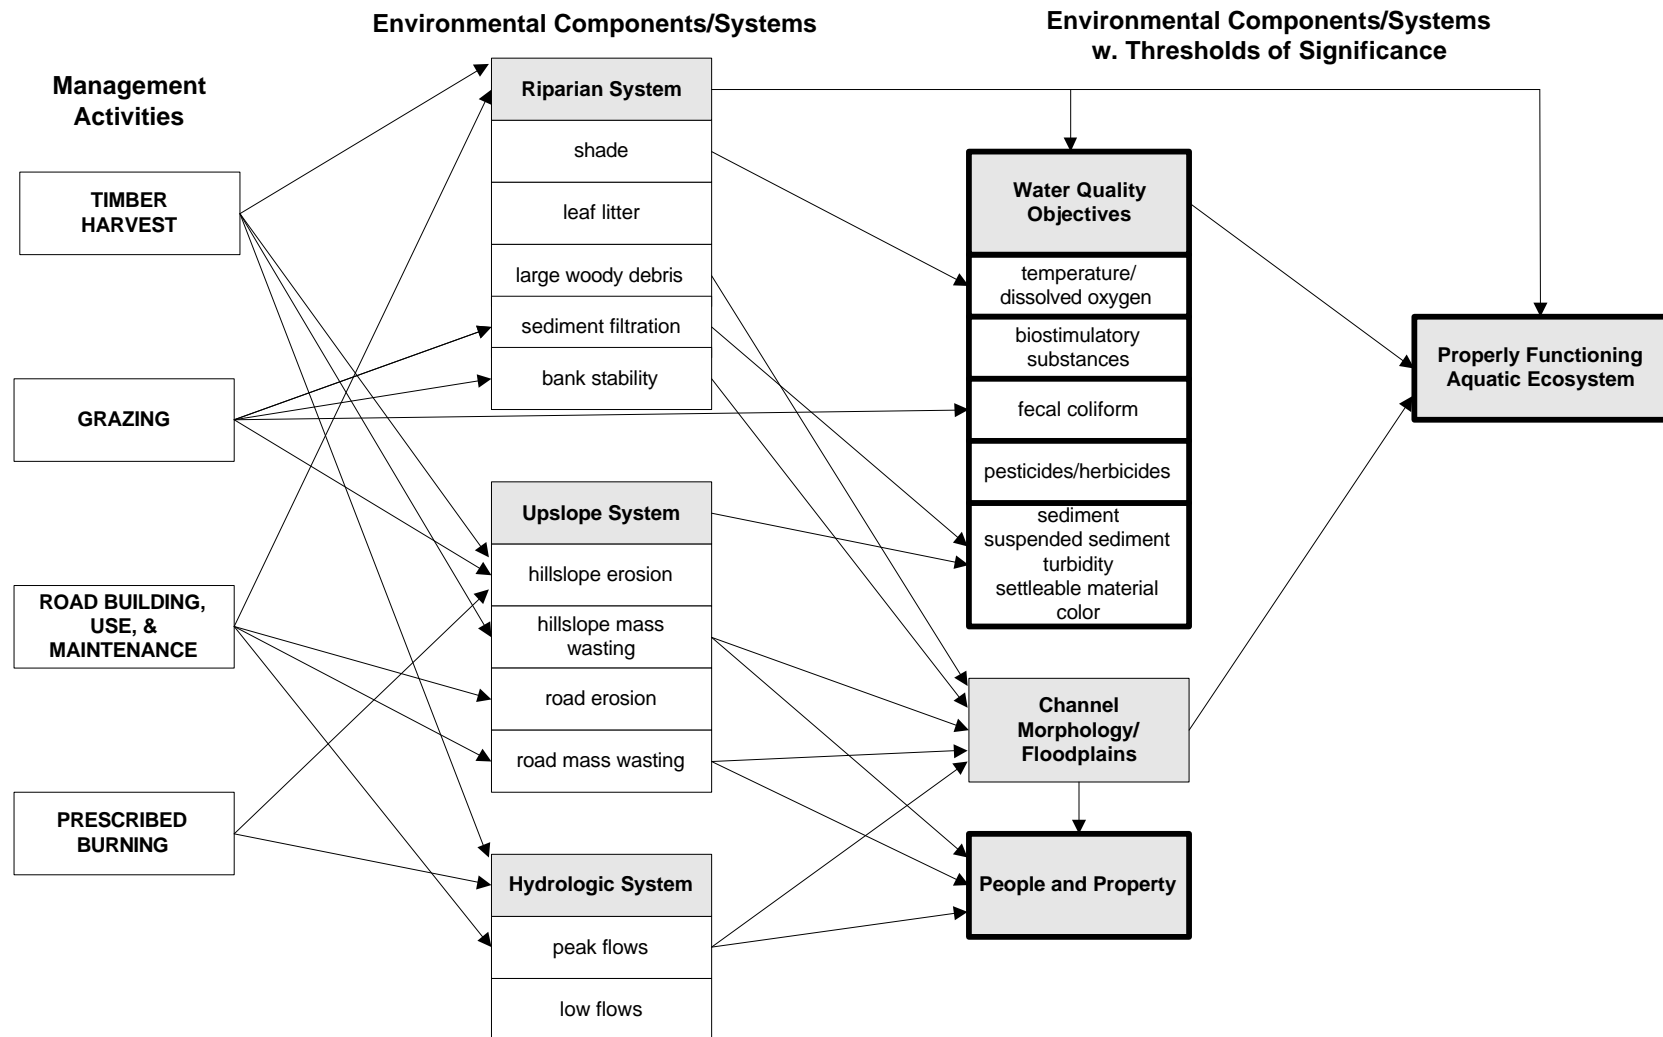 Environmental Components/Systems
Environmental Components/Systems
w. Thresholds of Significance
Management
Activities
TIMBER
HARVEST
GRAZING
ROAD BUILDING,
USE, &
MAINTENANCE
PRESCRIBED
BURNING
Riparian System
shade
leaf litter
large woody debris
sediment filtration
bank stability
Upslope System
hillslope erosion
hillslope mass
wasting
road erosion
road mass wasting
Hydrologic System
peak flows
low flows
Water Quality
Objectives
temperature/
dissolved oxygen
biostimulatory
substances
fecal coliform
pesticides/herbicides
sediment
suspended sediment
turbidity
settleable material
color
Channel
Morphology/
Floodplains
People and Property
Properly Functioning
Aquatic Ecosystem